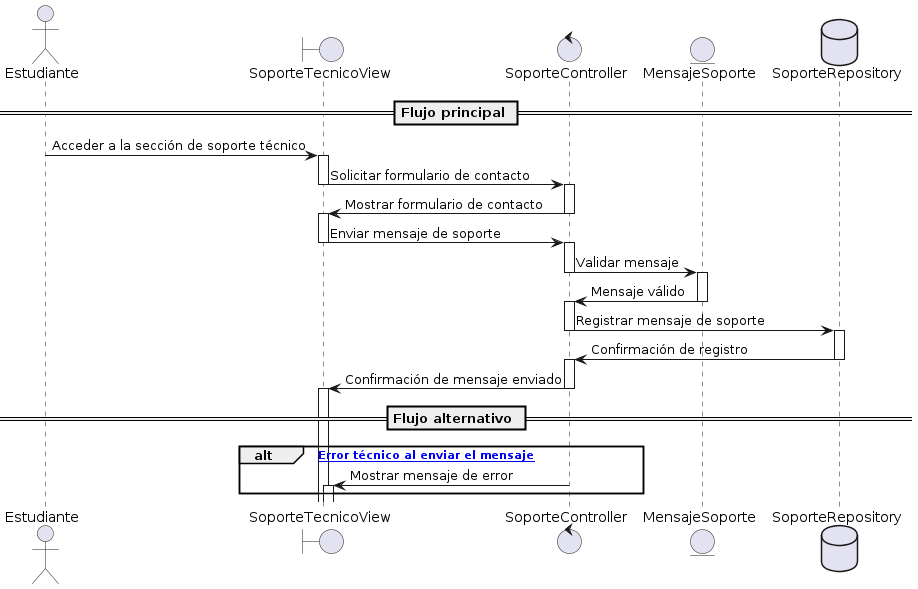 Estudiante
SoporteTecnicoView
SoporteController
MensajeSoporte
SoporteRepository
Flujo principal
Acceder a la sección de soporte técnico
Solicitar formulario de contacto
Mostrar formulario de contacto
Enviar mensaje de soporte
Validar mensaje
Mensaje válido
Registrar mensaje de soporte
Confirmación de registro
Confirmación de mensaje enviado
Flujo alternativo
alt
Error técnico al enviar el mensaje
Mostrar mensaje de error
Estudiante
SoporteTecnicoView
SoporteController
MensajeSoporte
SoporteRepository